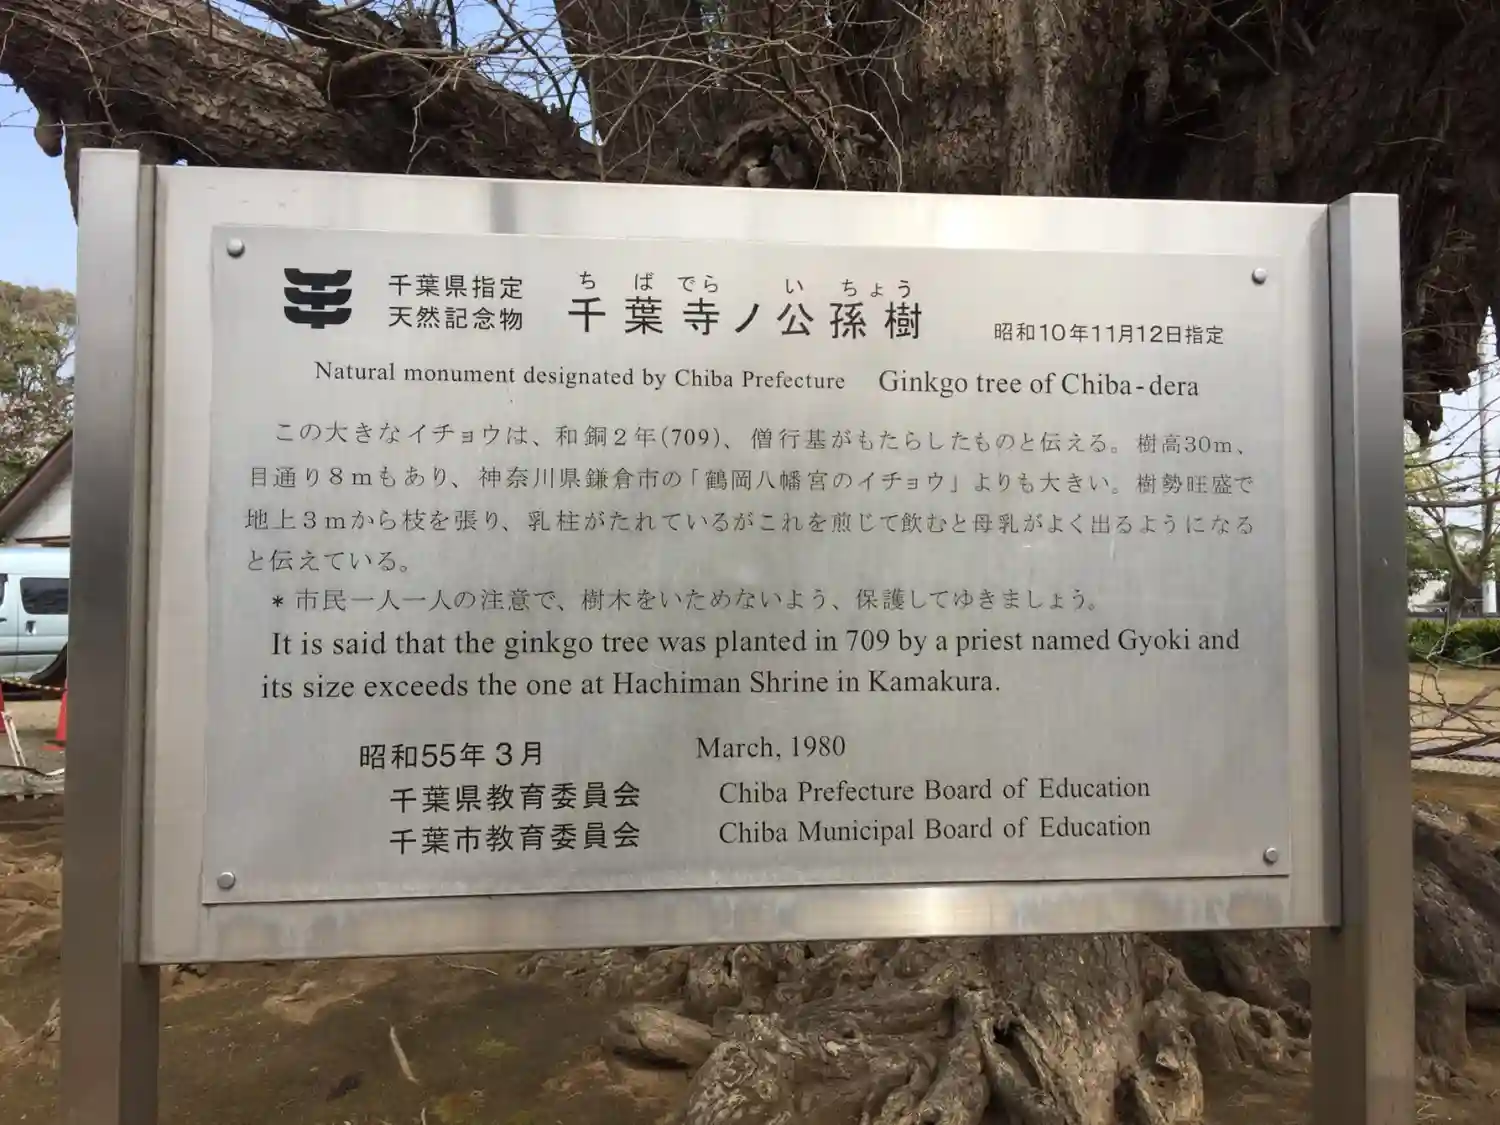 千葉県指定
天然記念物
ちばでら いちょう
千葉寺ノ公孫樹
昭和10年11月12日指定
Natural monument designated by Chiba Prefecture Ginkgo tree of Chiba-dera
この大きなイチョウは、和銅2年(709)、僧行基がもたらしたものと伝える。樹高30m、
目通り8mもあり、神奈川県鎌倉市の「鶴岡八幡宮のイチョウ」よりも大きい。樹勢旺盛で
地上3mから枝を張り、乳柱がたれているがこれを煎じて飲むと母乳がよく出るようになる
と伝えている。
*市民一人一人の注意で、樹木をいためないよう、保護してゆきましょう。
It is said that the ginkgo tree was planted in 709 by a priest named Gyoki and
its size exceeds the one at Hachiman Shrine in Kamakura.
昭和55年3月 March, 1980
千葉県教育委員会 Chiba Prefecture Board of Education
千葉市教育委員会 Chiba Municipal Board of Education